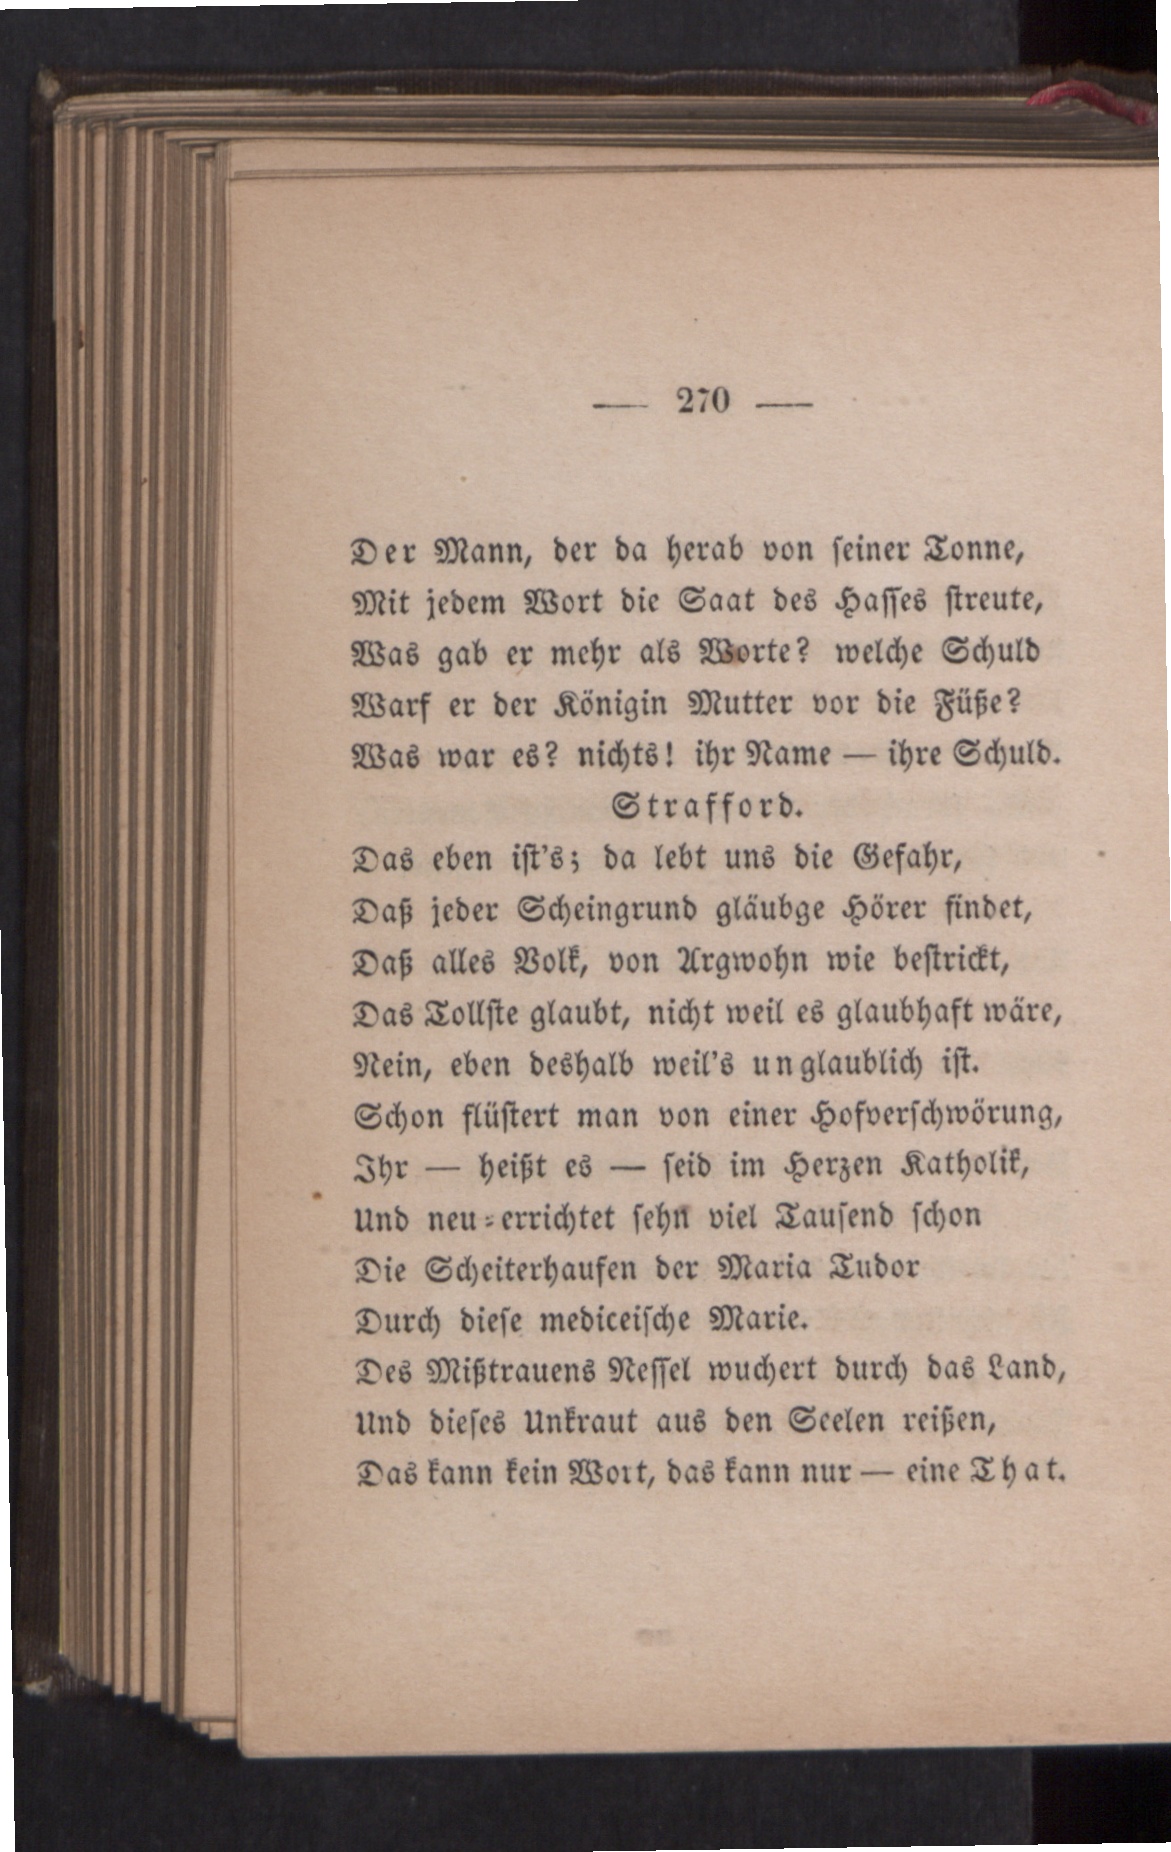 — 270 —
Der Mann, der da herab von seiner Tonne,
Mit jedem Wort die Saat des Hasses streute,
Was gab er mehr als Worte? welche Schuld
Warf er der Königin Mutter vor die Füße?
Was war es? nichts! ihr Name — ihre Schuld.
Strafford.
Das eben ist's; da lebt uns die Gefahr,
Daß jeder Scheingrund gläubge Hörer findet,
Daß alles Volk, von Argwohn wie bestrickt,
Das Tollste glaubt, nicht weil es glaubhaft wäre,
Nein, eben deshalb weil's unglaublich ist.
Schon flüstert man von einer Hofverschwörung,
Ihr — heißt es — seid im Herzen Katholik,
Und neu-errichtet sehn viel Tausend schon
Die Scheiterhaufen der Maria Tudor
Durch diese mediceische Marie.
Des Mißtrauens Nessel wuchert durch das Land,
Und dieses Unkraut aus den Seelen reißen,
Das kann kein Wort, das kann nur — eine That.